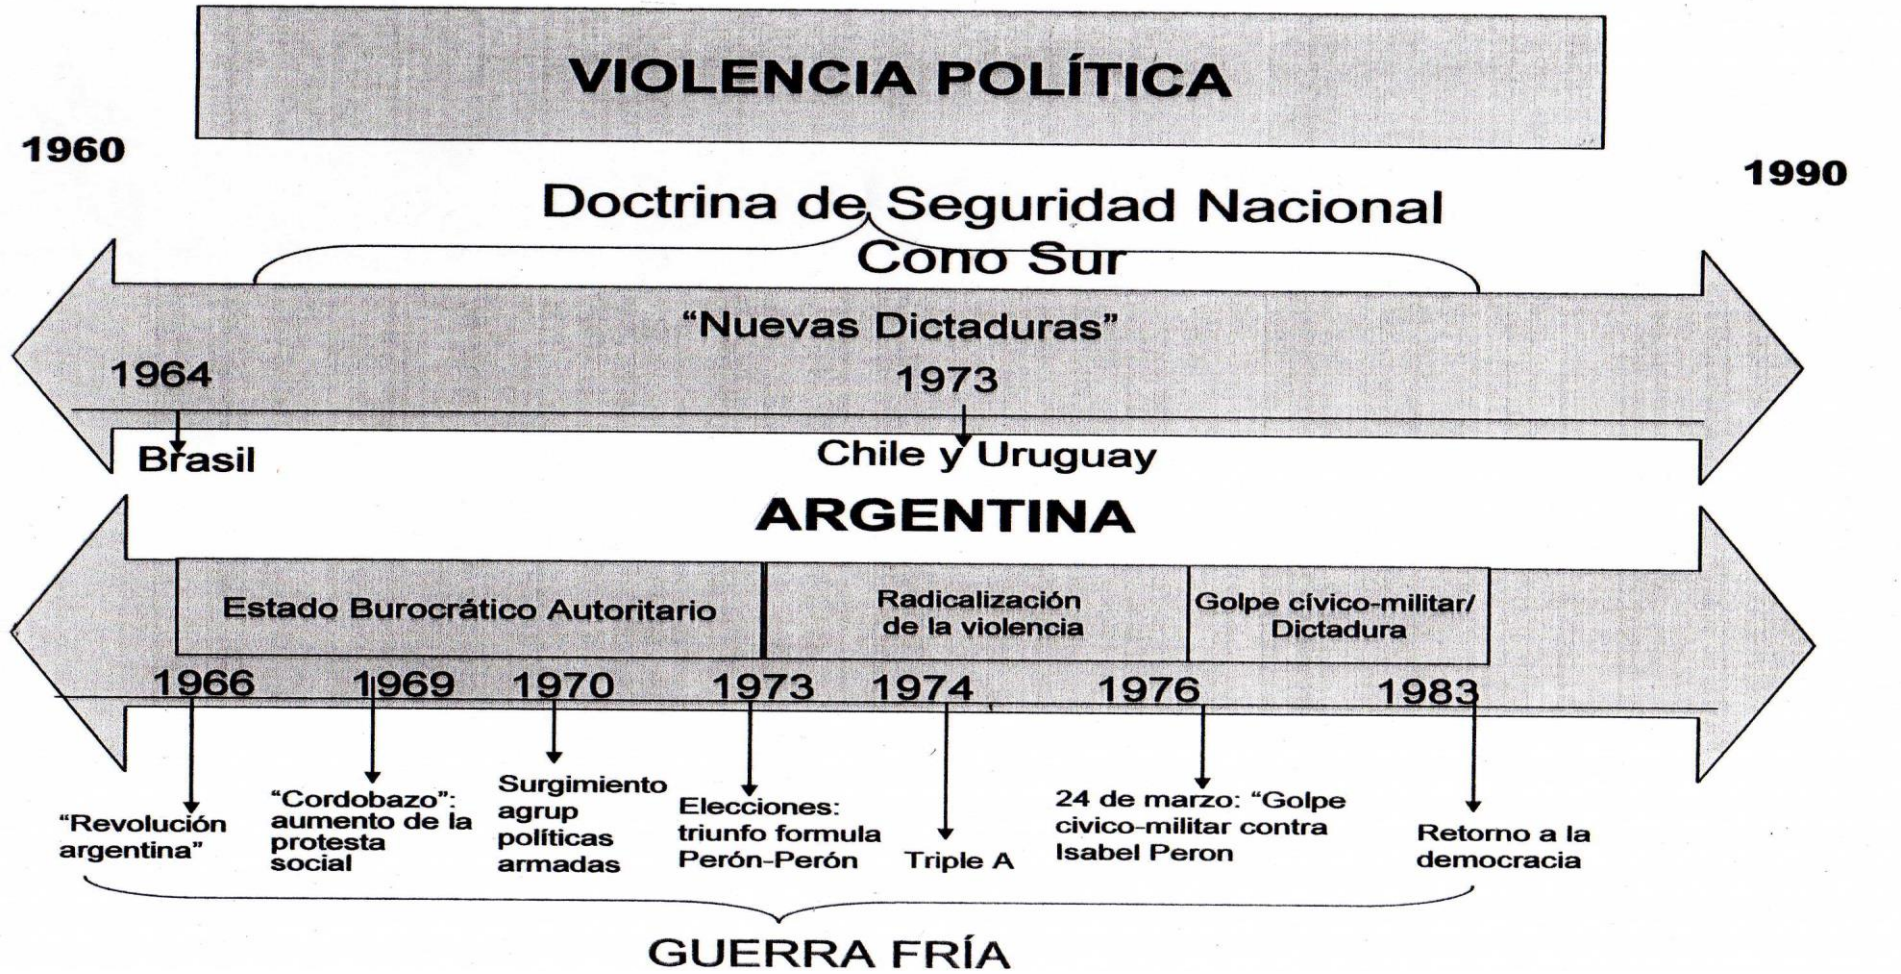 VIOLENCIA POLÍTICA
1960
1990
Doctrina de Seguridad Nacional
Cono Sur
“Nuevas Dictaduras”
1964
1973
Brasil
Chile y Uruguay
ARGENTINA
Estado Burocrático Autoritario
Radicalización
de la violencia
Golpe cívico-militar/
Dictadura
1966
1969
1970
1973
1974
1976
1983
“Revolución
argentina”
“Cordobazo”:
aumento de la
protesta
social
Surgimiento
agrup
políticas
armadas
Elecciones:
triunfo formula
Perón-Perón
Triple A
24 de marzo: “Golpe
civico-militar contra
Isabel Peron
Retorno a la
democracia
GUERRA FRÍA